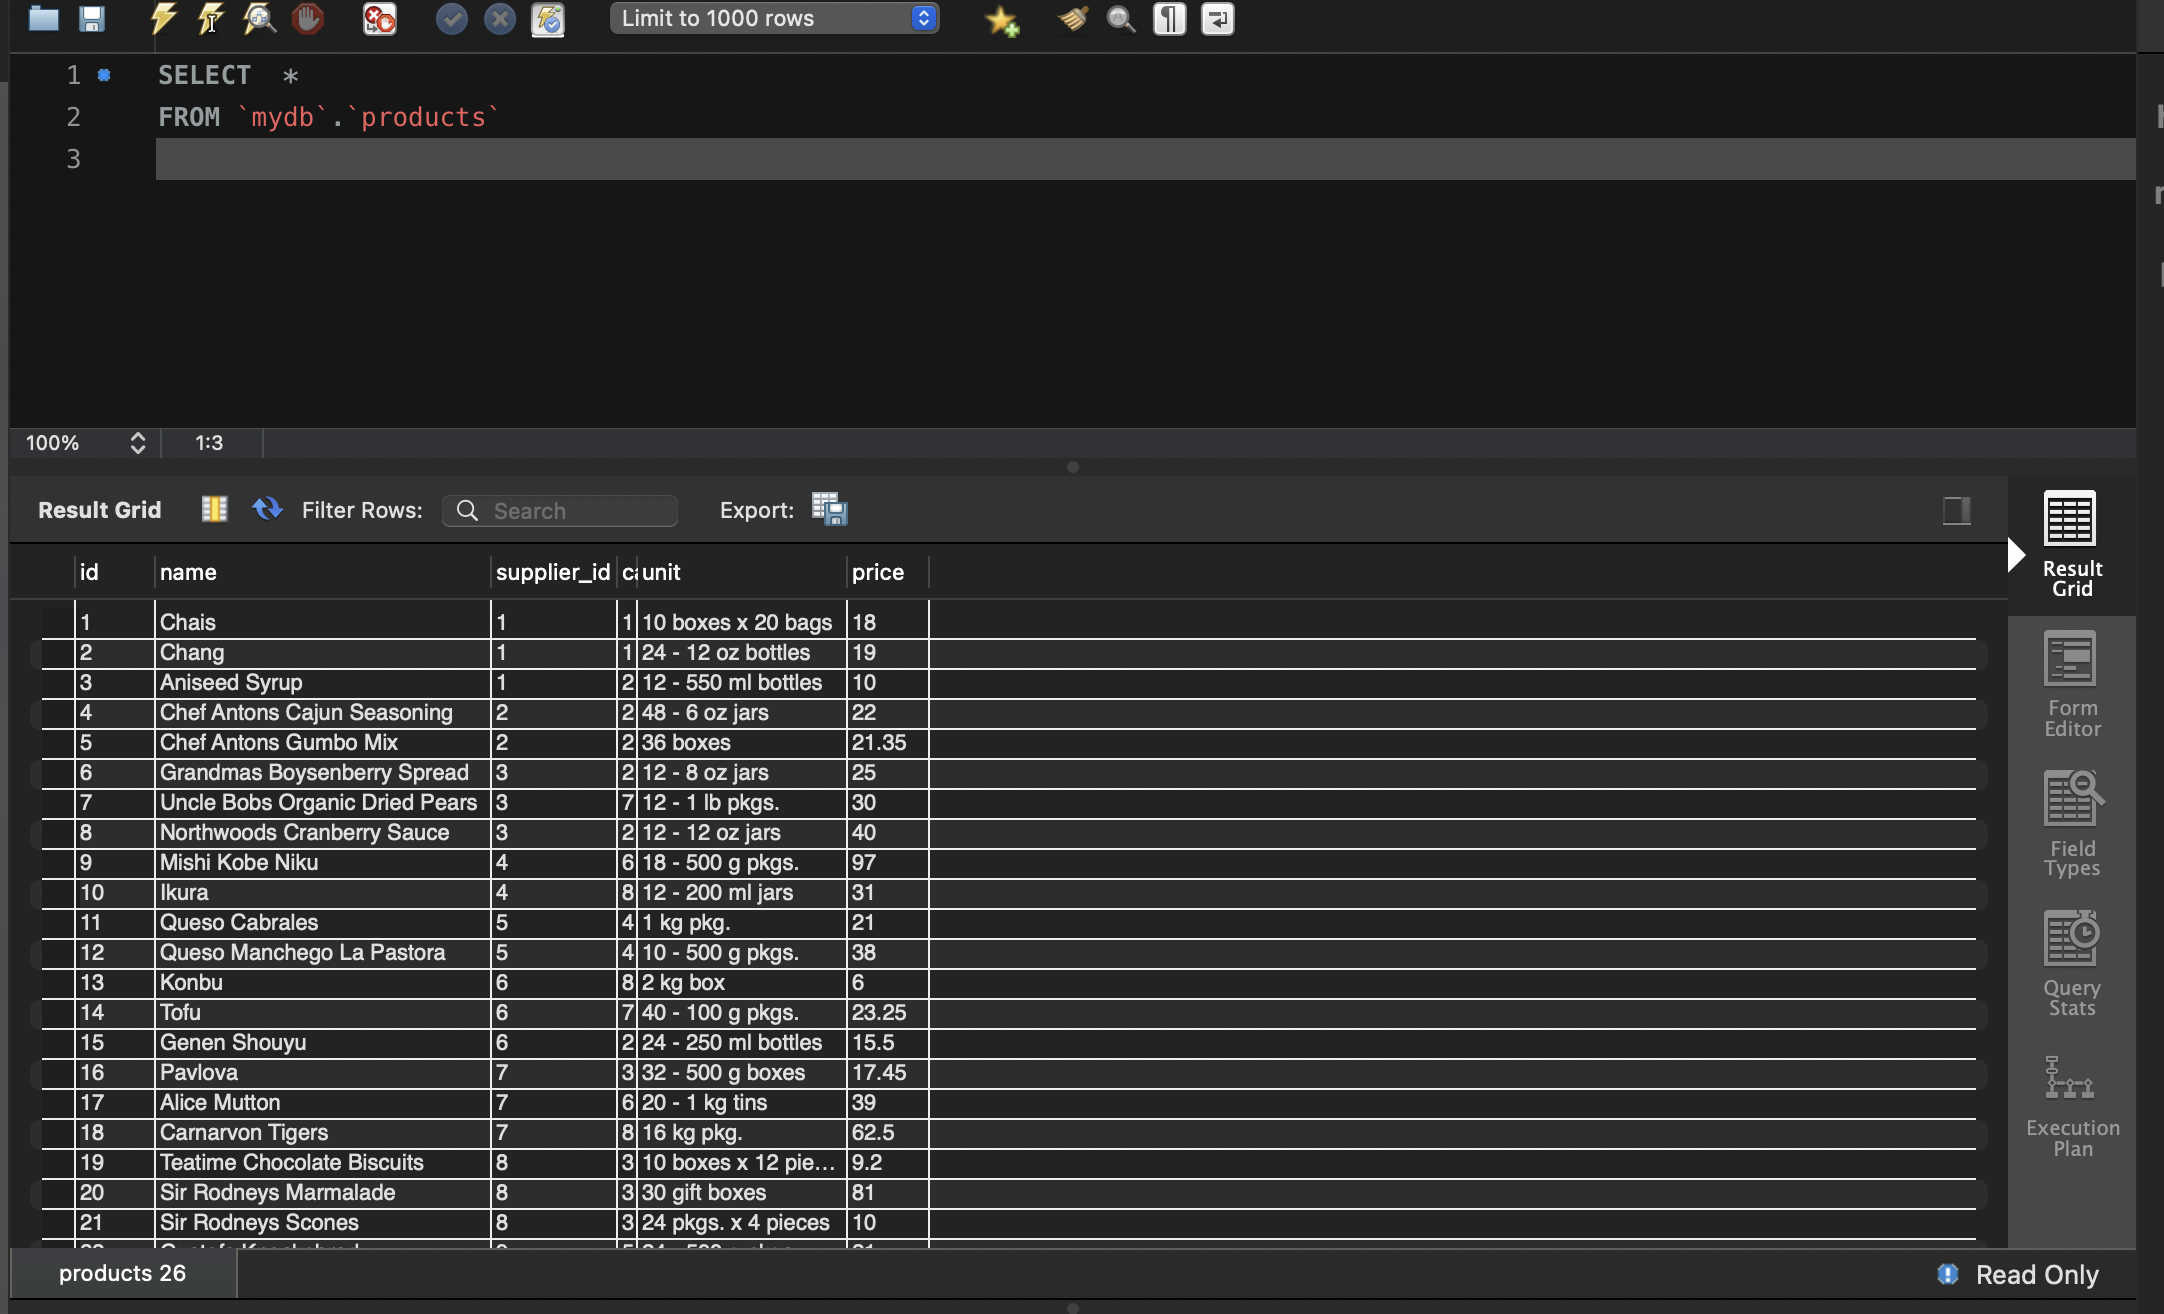 Limit to 1000 rows
1 SELECT *
2 FROM `mydb`.`products`
3
100% 1:3
Result Grid Filter Rows: Search Export:
id name supplier_id unit price
1 Chais 1 1 10 boxes x 20 bags 18
2 Chang 1 1 24 - 12 oz bottles 19
3 Aniseed Syrup 1 2 12 - 550 ml bottles 10
4 Chef Antons Cajun Seasoning 2 2 48 - 6 oz jars 22
5 Chef Antons Gumbo Mix 2 2 36 boxes 21.35
6 Grandmas Boysenberry Spread 3 2 12 - 8 oz jars 25
7 Uncle Bobs Organic Dried Pears 3 7 12 - 1 lb pkgs. 30
8 Northwoods Cranberry Sauce 3 2 12 - 12 oz jars 40
9 Mishi Kobe Niku 4 6 18 - 500 g pkgs. 97
10 Ikura 4 8 12 - 200 ml jars 31
11 Queso Cabrales 5 4 1 kg pkg. 21
12 Queso Manchego La Pastora 5 4 10 - 500 g pkgs. 38
13 Konbu 6 8 2 kg box 6
14 Tofu 6 7 40 - 100 g pkgs. 23.25
15 Genen Shouyu 6 2 24 - 250 ml bottles 15.5
16 Pavlova 7 3 32 - 500 g boxes 17.45
17 Alice Mutton 7 6 20 - 1 kg tins 39
18 Carnarvon Tigers 7 8 16 kg pkg. 62.5
19 Teatime Chocolate Biscuits 8 3 10 boxes x 12 pie... 9.2
20 Sir Rodneys Marmalade 8 3 30 gift boxes 81
21 Sir Rodneys Scones 8 3 24 pkgs. x 4 pieces 10
products 26
Read Only
Result
Grid
Form
Editor
Field
Types
Query
Stats
Execution
Plan